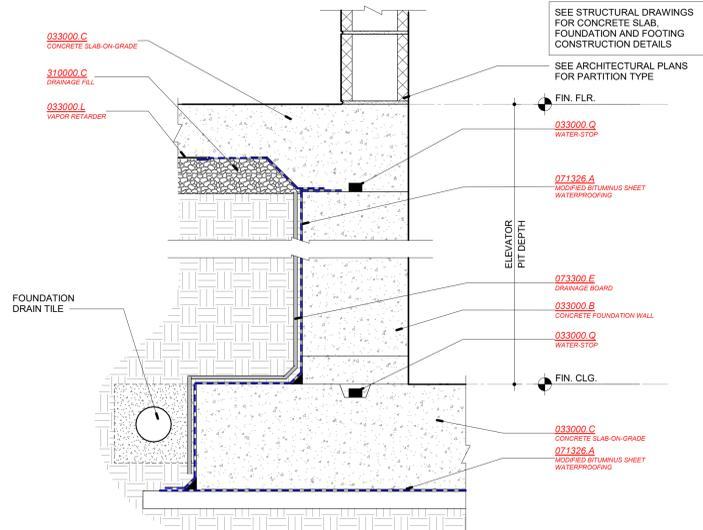 SEE STRUCTURAL DRAWINGS
FOR CONCRETE SLAB,
FOUNDATION AND FOOTING
CONSTRUCTION DETAILS
033000.C
CONCRETE SLAB-ON-GRADE
310000.C
DRAINAGE FILL
033000.L
VAPOR RETARDER
SEE ARCHITECTURAL PLANS
FOR PARTITION TYPE
FIN. FLR.
033000.Q
WATER-STOP
071326.A
MODIFIED BITUMINUS SHEET
WATERPROOFING
ELEVATOR
PIT DEPTH
073300.E
DRAINAGE BOARD
FOUNDATION
DRAIN TILE
033000.B
CONCRETE FOUNDATION WALL
033000.Q
WATER-STOP
FIN. CLG.
033000.C
CONCRETE SLAB-ON-GRADE
071326.A
MODIFIED BITUMINUS SHEET
WATERPROOFING